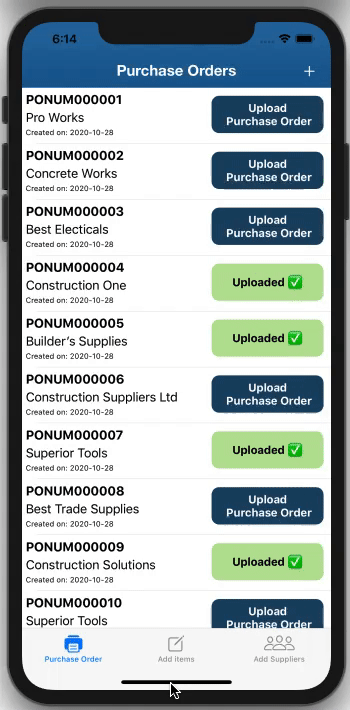 6:14
Purchase Orders +
PONUM000001
Pro Works
Created on: 2020-10-28
Upload
Purchase Order
PONUM000002
Concrete Works
Created on: 2020-10-28
Upload
Purchase Order
PONUM000003
Best Electicals
Created on: 2020-10-28
Upload
Purchase Order
PONUM000004
Construction One
Created on: 2020-10-28
Uploaded ✅
PONUM000005
Builder’s Supplies
Created on: 2020-10-28
Uploaded ✅
PONUM000006
Construction Suppliers Ltd
Created on: 2020-10-28
Upload
Purchase Order
PONUM000007
Superior Tools
Created on: 2020-10-28
Uploaded ✅
PONUM000008
Best Trade Supplies
Created on: 2020-10-28
Upload
Purchase Order
PONUM000009
Construction Solutions
Created on: 2020-10-28
Uploaded ✅
PONUM000010
Superior Tools
Upload
Purchase Order
Purchase Order
Add items
Add Suppliers